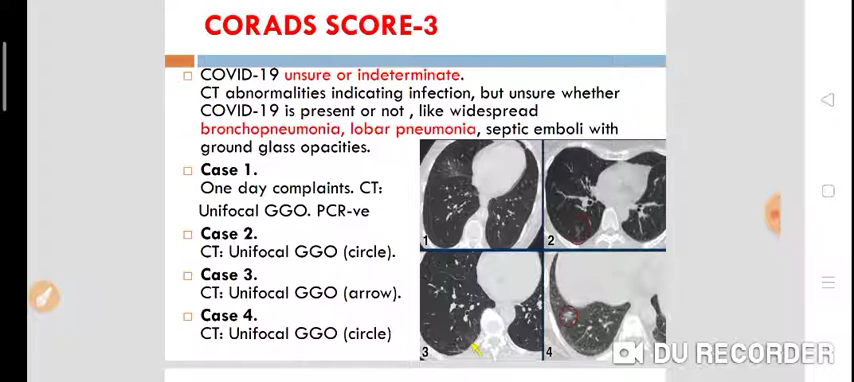 CORADS SCORE-3
COVID-19 unsure or indeterminate.
CT abnormalities indicating infection, but unsure whether
COVID-19 is present or not , like widespread
bronchopneumonia, lobar pneumonia, septic emboli with
ground glass opacities.
Case 1.
One day complaints. CT:
Unifocal GGO. PCR-ve
Case 2.
CT: Unifocal GGO (circle).
Case 3.
CT: Unifocal GGO (arrow).
Case 4.
CT: Unifocal GGO (circle)
1
2
3
4
DU RECORDER